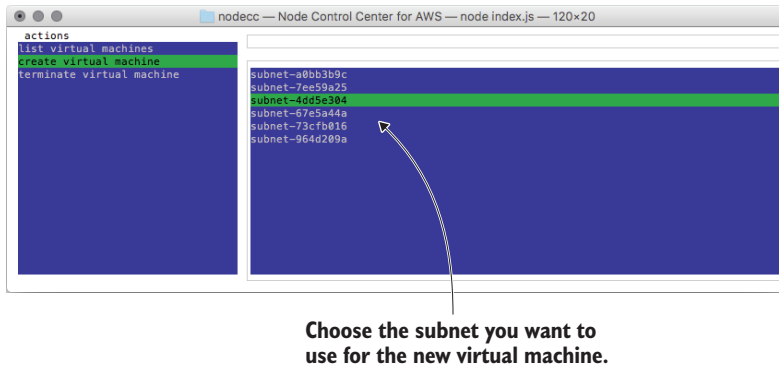 nodecc — Node Control Center for AWS — node index.js — 120×20
actions
list virtual machines
create virtual machine
terminate virtual machine
subnet-a0bb3b9c
subnet-7ee59a25
subnet-4dd5e304
subnet-67e5a44a
subnet-73cfb016
subnet-964d209a
Choose the subnet you want to
use for the new virtual machine.